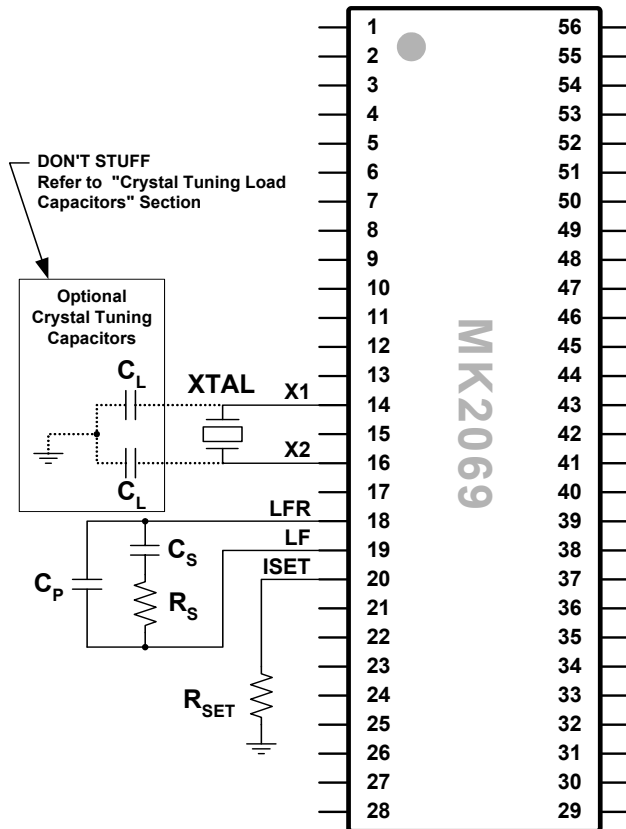 1 56
2 55
3 54
4 53
5 52
DON'T STUFF
Refer to "Crystal Tuning Load
Capacitors" Section
6 51
7 50
8 49
9 48
Optional
Crystal Tuning
Capacitors
10 47
11 46
12 45
13 44
CL XTAL X1 14 43
15 42
CL X2 16 41
17 40
LFR 18 39
LF 19 38
CS
ISET 20 37
CP
RS
21 36
22 35
23 34
RSET
24 33
25 32
26 31
27 30
28 29
MK2069